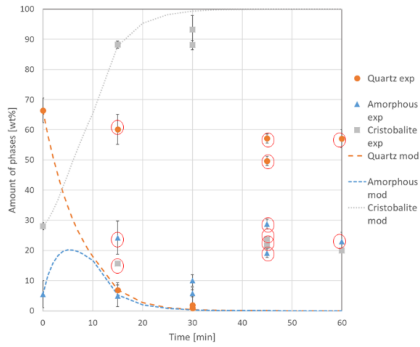 100
90
80
70
60
50
40
30
20
10
0
Amount of phases [wt%]
0
10
20
30
40
50
60
Time [min]
Quartz exp
Amorphous
exp
Cristobalite
exp
Quartz mod
Amorphous
mod
Cristobalite
mod